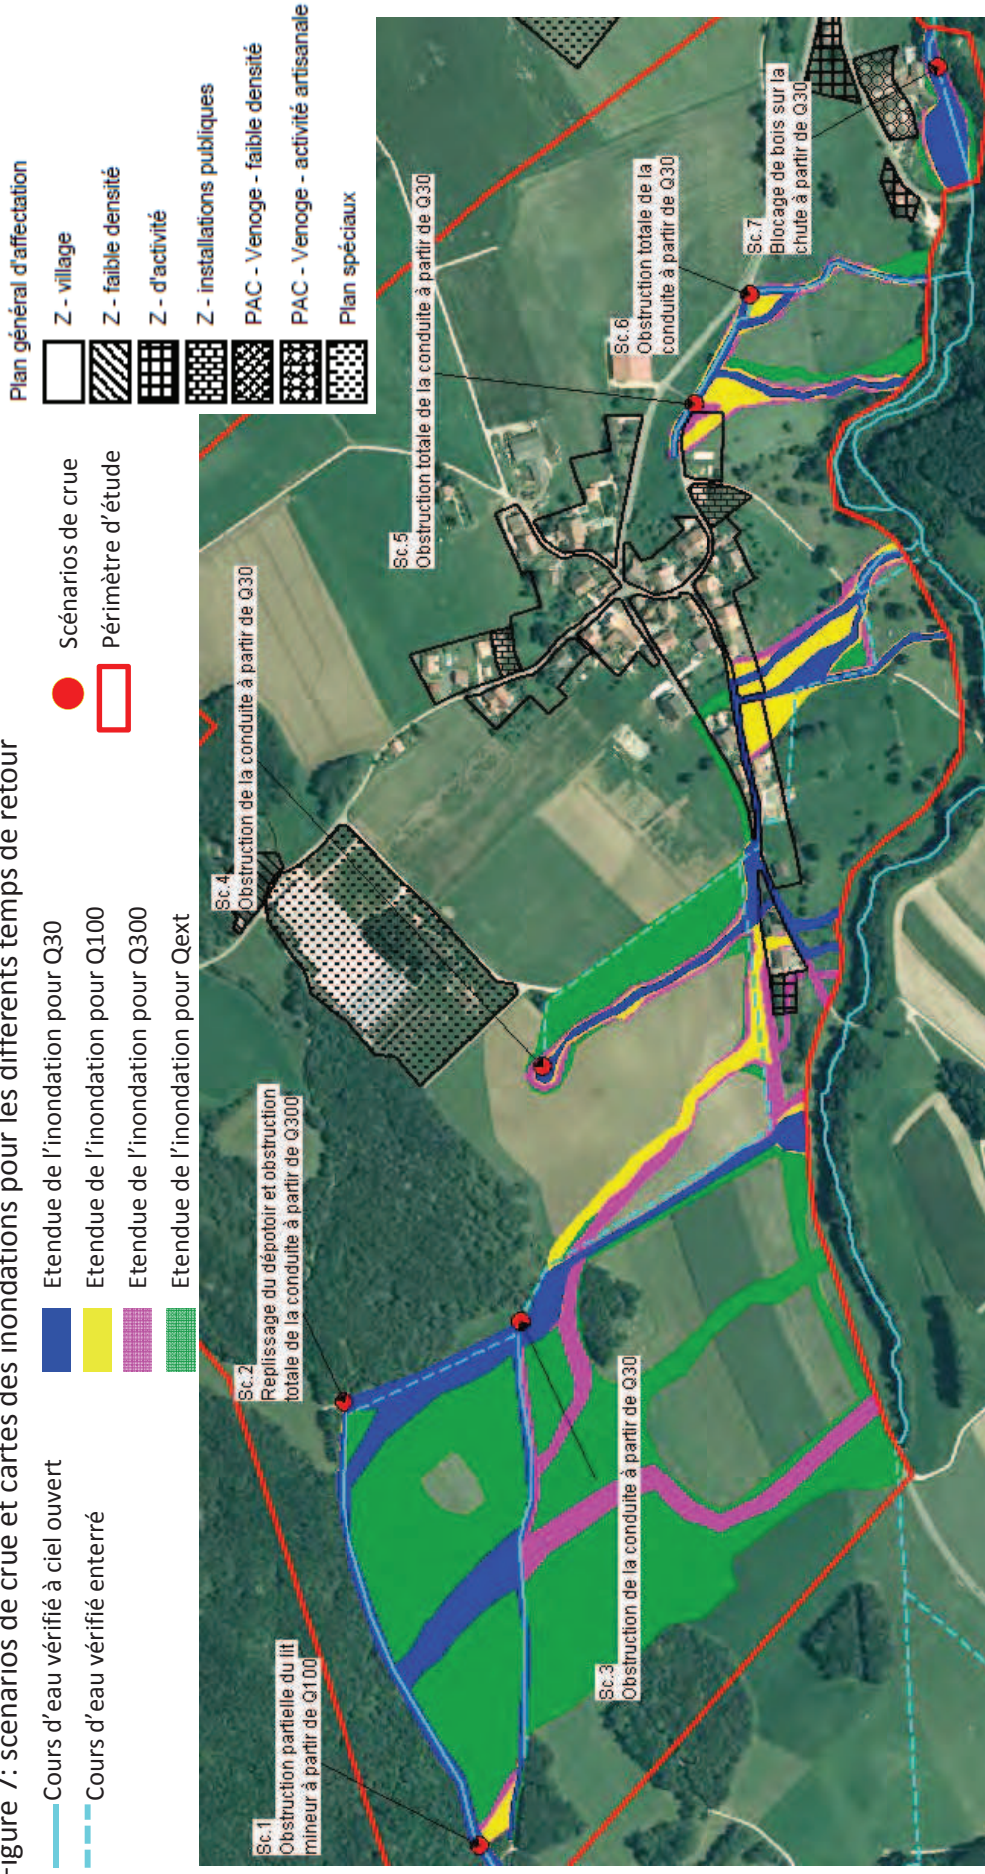 Figure 7: scénarios de crue et cartes des inondations pour les différents temps de retour
Cours d'eau vérifié à ciel ouvert
Cours d'eau vérifié enterré
Etendue de l'inondation pour Q30
Etendue de l'inondation pour Q100
Etendue de l'inondation pour Q300
Etendue de l'inondation pour Qext
Scénarios de crue
Périmètre d'étude
Plan général d'affectation
Z - village
Z - faible densité
Z - d'activité
Z - installations publiques
PAC - Venoge - faible densité
PAC - Venoge - activité artisanale
Plan spéciaux
Sc.1
Obstruction partielle du lit
mineur à partir de Q100
Sc.2
Replissage du dépotoir et obstruction
totale de la conduite à partir de Q300
Sc.3
Obstruction de la conduite à partir de Q30
Sc.4
Obstruction de la conduite à partir de Q30
Sc.5
Obstruction totale de la conduite à partir de Q30
Sc.6
Obstruction totale de la
conduite à partir de Q30
Sc.7
Blocage de bois sur la
chute à partir de Q30